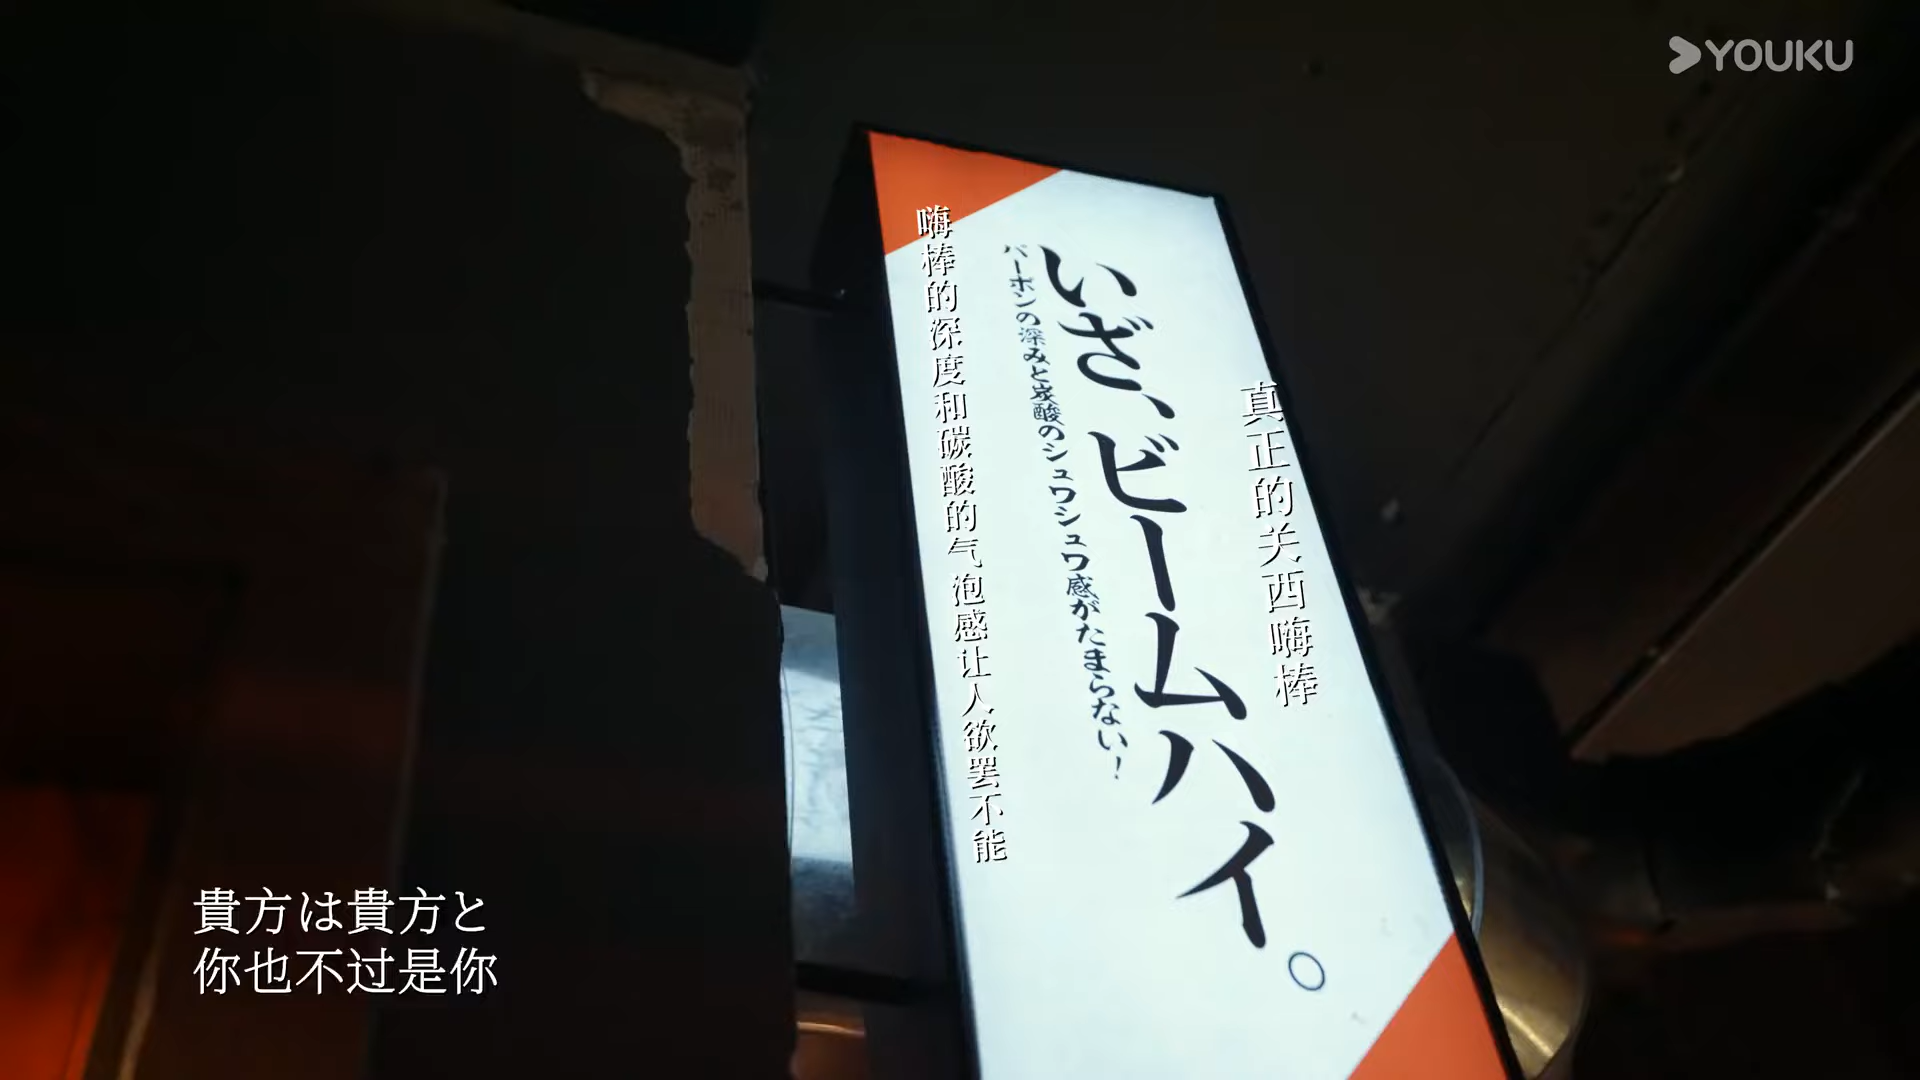 YOUKU
真正的关西嗨棒
いざ、ビームハイ。
バーボンの深みと炭酸のシュワシュワ感がたまらない!
嗨棒的深度和碳酸的气泡感让人欲罢不能
貴方は貴方と
你也不过是你